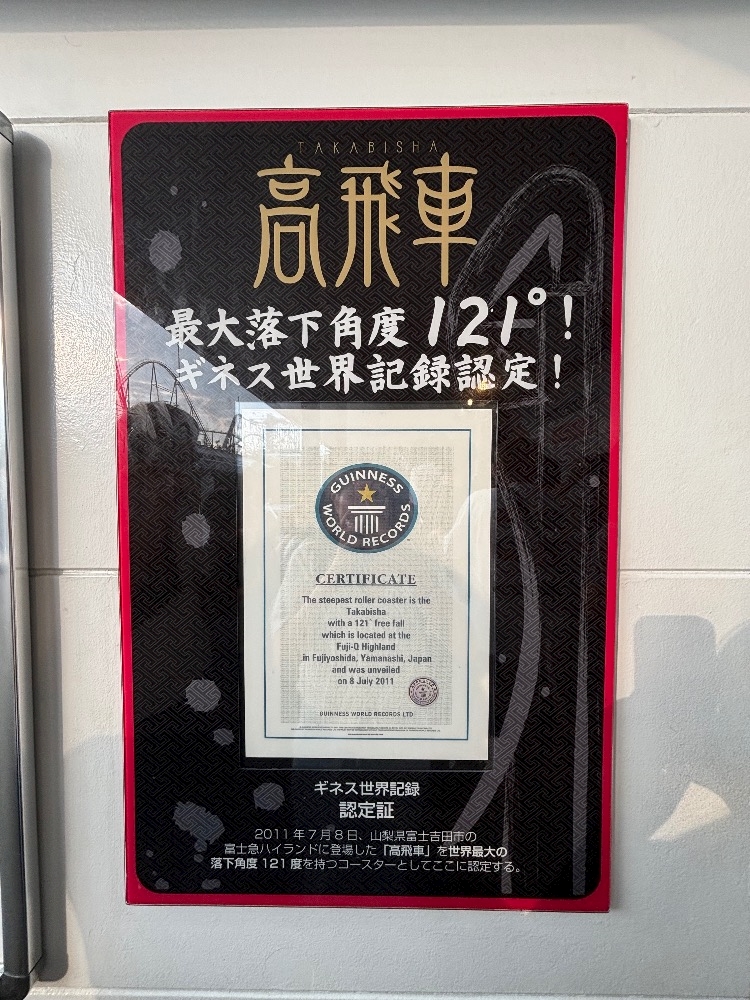 TAKABISHA
高飛車
最大落下角度 121°!
ギネス世界記録認定!
GUINNESS
WORLD RECORDS
CERTIFICATE
The steepest roller coaster is the
Takabisha
with a 121° free fall
which is located at the
Fuji-Q Highland
in Fujiyoshida, Yamanashi, Japan
and was unveiled
on 8 July 2011
GUINNESS WORLD RECORDS LTD
ギネス世界記録
認定証
2011年7月8日、山梨県富士吉田市の
富士急ハイランドに登場した「高飛車」を世界最大の
落下角度121度を持つコースターとしてここに認定する。